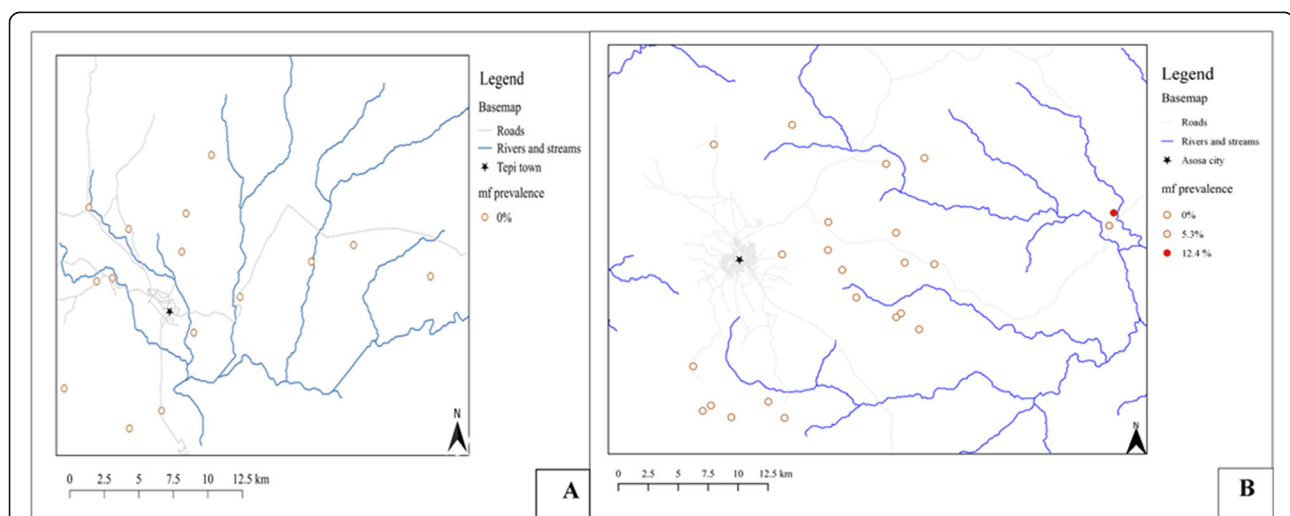 Legend
Basemap
Roads
Rivers and streams
Tepi town
mf prevalence
0%
N
0 2.5 5 7.5 10 12.5 km
A
Legend
Basemap
Roads
Rivers and streams
Asosa city
mf prevalence
0%
5.3%
12.4 %
N
0 2.5 5 7.5 10 12.5 km
B